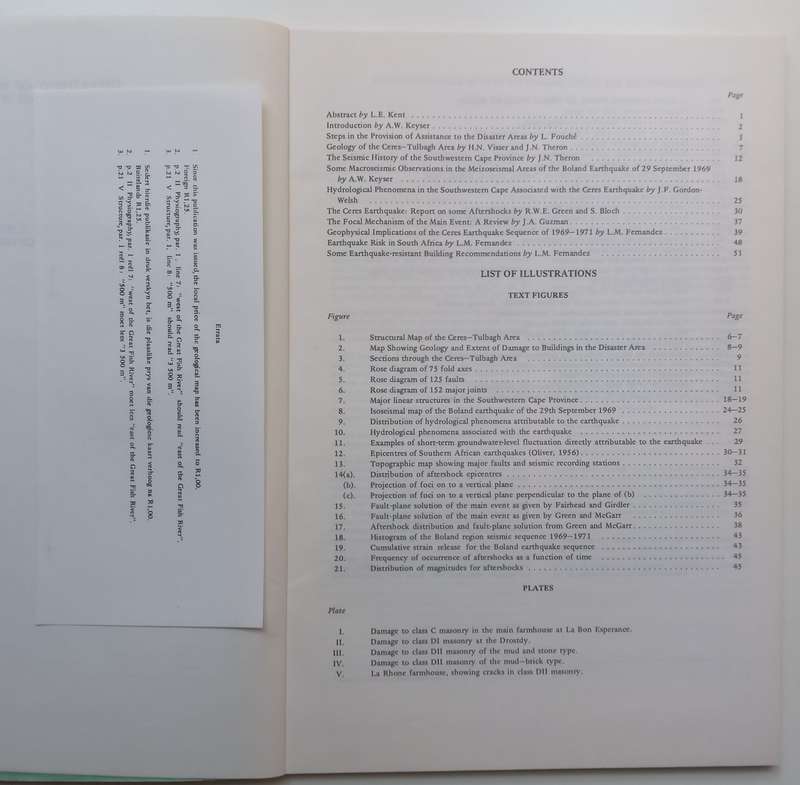 Errata
1 Since this publication was issued, the local price of the geological map has been increased to R1,00.
Foreign R1,25
2. p.2 II Physiography, par. 1, line 7: "west of the Great Fish River" should read "east of the Great Fish River".
3. p.21 V Structure, par. 1, line 8: "500 m" should read "3 500 m".
1. Sedert hierdie publikasie in druk verskyn het, is die plaaslike prys van die geologiese kaart verhoog na R1,00.
Buitelands R1,25.
2. p.2 II Physiography, par. 1 reël 7: "west of the Great Fish River" moet lees "east of the Great Fish River".
3. p.21 V Structure, par. 1 reël 8: "500 m" moet lees "3 500 m".
CONTENTS
Page
Abstract by L.E. Kent 1
Introduction by A.W. Keyser 2
Steps in the Provision of Assistance to the Disaster Areas by L. Fouché
Geology of the Ceres—Tulbagh Area by H.N. Visser and J.N. Theron 7
The Seismic History of the Southwestern Cape Province by J.N. Theron 12
Some Macroseismic Observations in the Meizoseismal Areas of the Boland Earthquake of 29 September 1969
by A.W. Keyser 18
Hydrological Phenomena in the Southwestern Cape Associated with the Ceres Earthquake by J.F. Gordon-
Welsh 25
The Ceres Earthquake: Report on some Aftershocks by R.W.E. Green and S. Bloch 30
The Focal Mechanism of the Main Event: A Review by J.A. Guzman 37
Geophysical Implications of the Ceres Earthquake Sequence of 1969—1971 by L.M. Fernandez 39
Earthquake Risk in South Africa by L.M. Fernandez 48
Some Earthquake-resistant Building Recommendations by L.M. Fernandez 53
LIST OF ILLUSTRATIONS
TEXT FIGURES
Figure Page
1. Structural Map of the Ceres—Tulbagh Area 6—7
2. Map Showing Geology and Extent of Damage to Buildings in the Disaster Area 8—9
3. Sections through the Ceres—Tulbagh Area 9
4. Rose diagram of 75 fold axes 11
5. Rose diagram of 125 faults 11
6. Rose diagram of 152 major joints 11
7. Major linear structures in the Southwestern Cape Province 18—19
8. Isoseismal map of the Boland earthquake of the 29th September 1969 24—25
9. Distribution of hydrological phenomena attributable to the earthquake 26
10. Hydrological phenomena associated with the earthquake 27
11. Examples of short-term groundwater-level fluctuation directly attributable to the earthquake 29
12. Epicentres of Southern African earthquakes (Oliver, 1956) 30—31
13. Topographic map showing major faults and seismic recording stations 32
14(a). Distribution of aftershock epicentres 34—35
(b). Projection of foci on to a vertical plane 34—35
(c). Projection of foci on to a vertical plane perpendicular to the plane of (b) 34—35
15. Fault-plane solution of the main event as given by Fairhead and Girdler 35
16. Fault-plane solution of the main event as given by Green and McGarr 36
17. Aftershock distribution and fault-plane solution from Green and McGarr 38
18. Histogram of the Boland region seismic sequence 1969—1971 43
19. Cumulative strain release for the Boland earthquake sequence 43
20. Frequency of occurrence of aftershocks as a function of time 45
21. Distribution of magnitudes for aftershocks 45
PLATES
Plate
I. Damage to class C masonry in the main farmhouse at La Bon Esperance.
II. Damage to class DI masonry at the Drostdy.
III. Damage to class DII masonry of the mud and stone type.
IV. Damage to class DII masonry of the mud—brick type.
V. La Rhone farmhouse, showing cracks in class DII masonry.